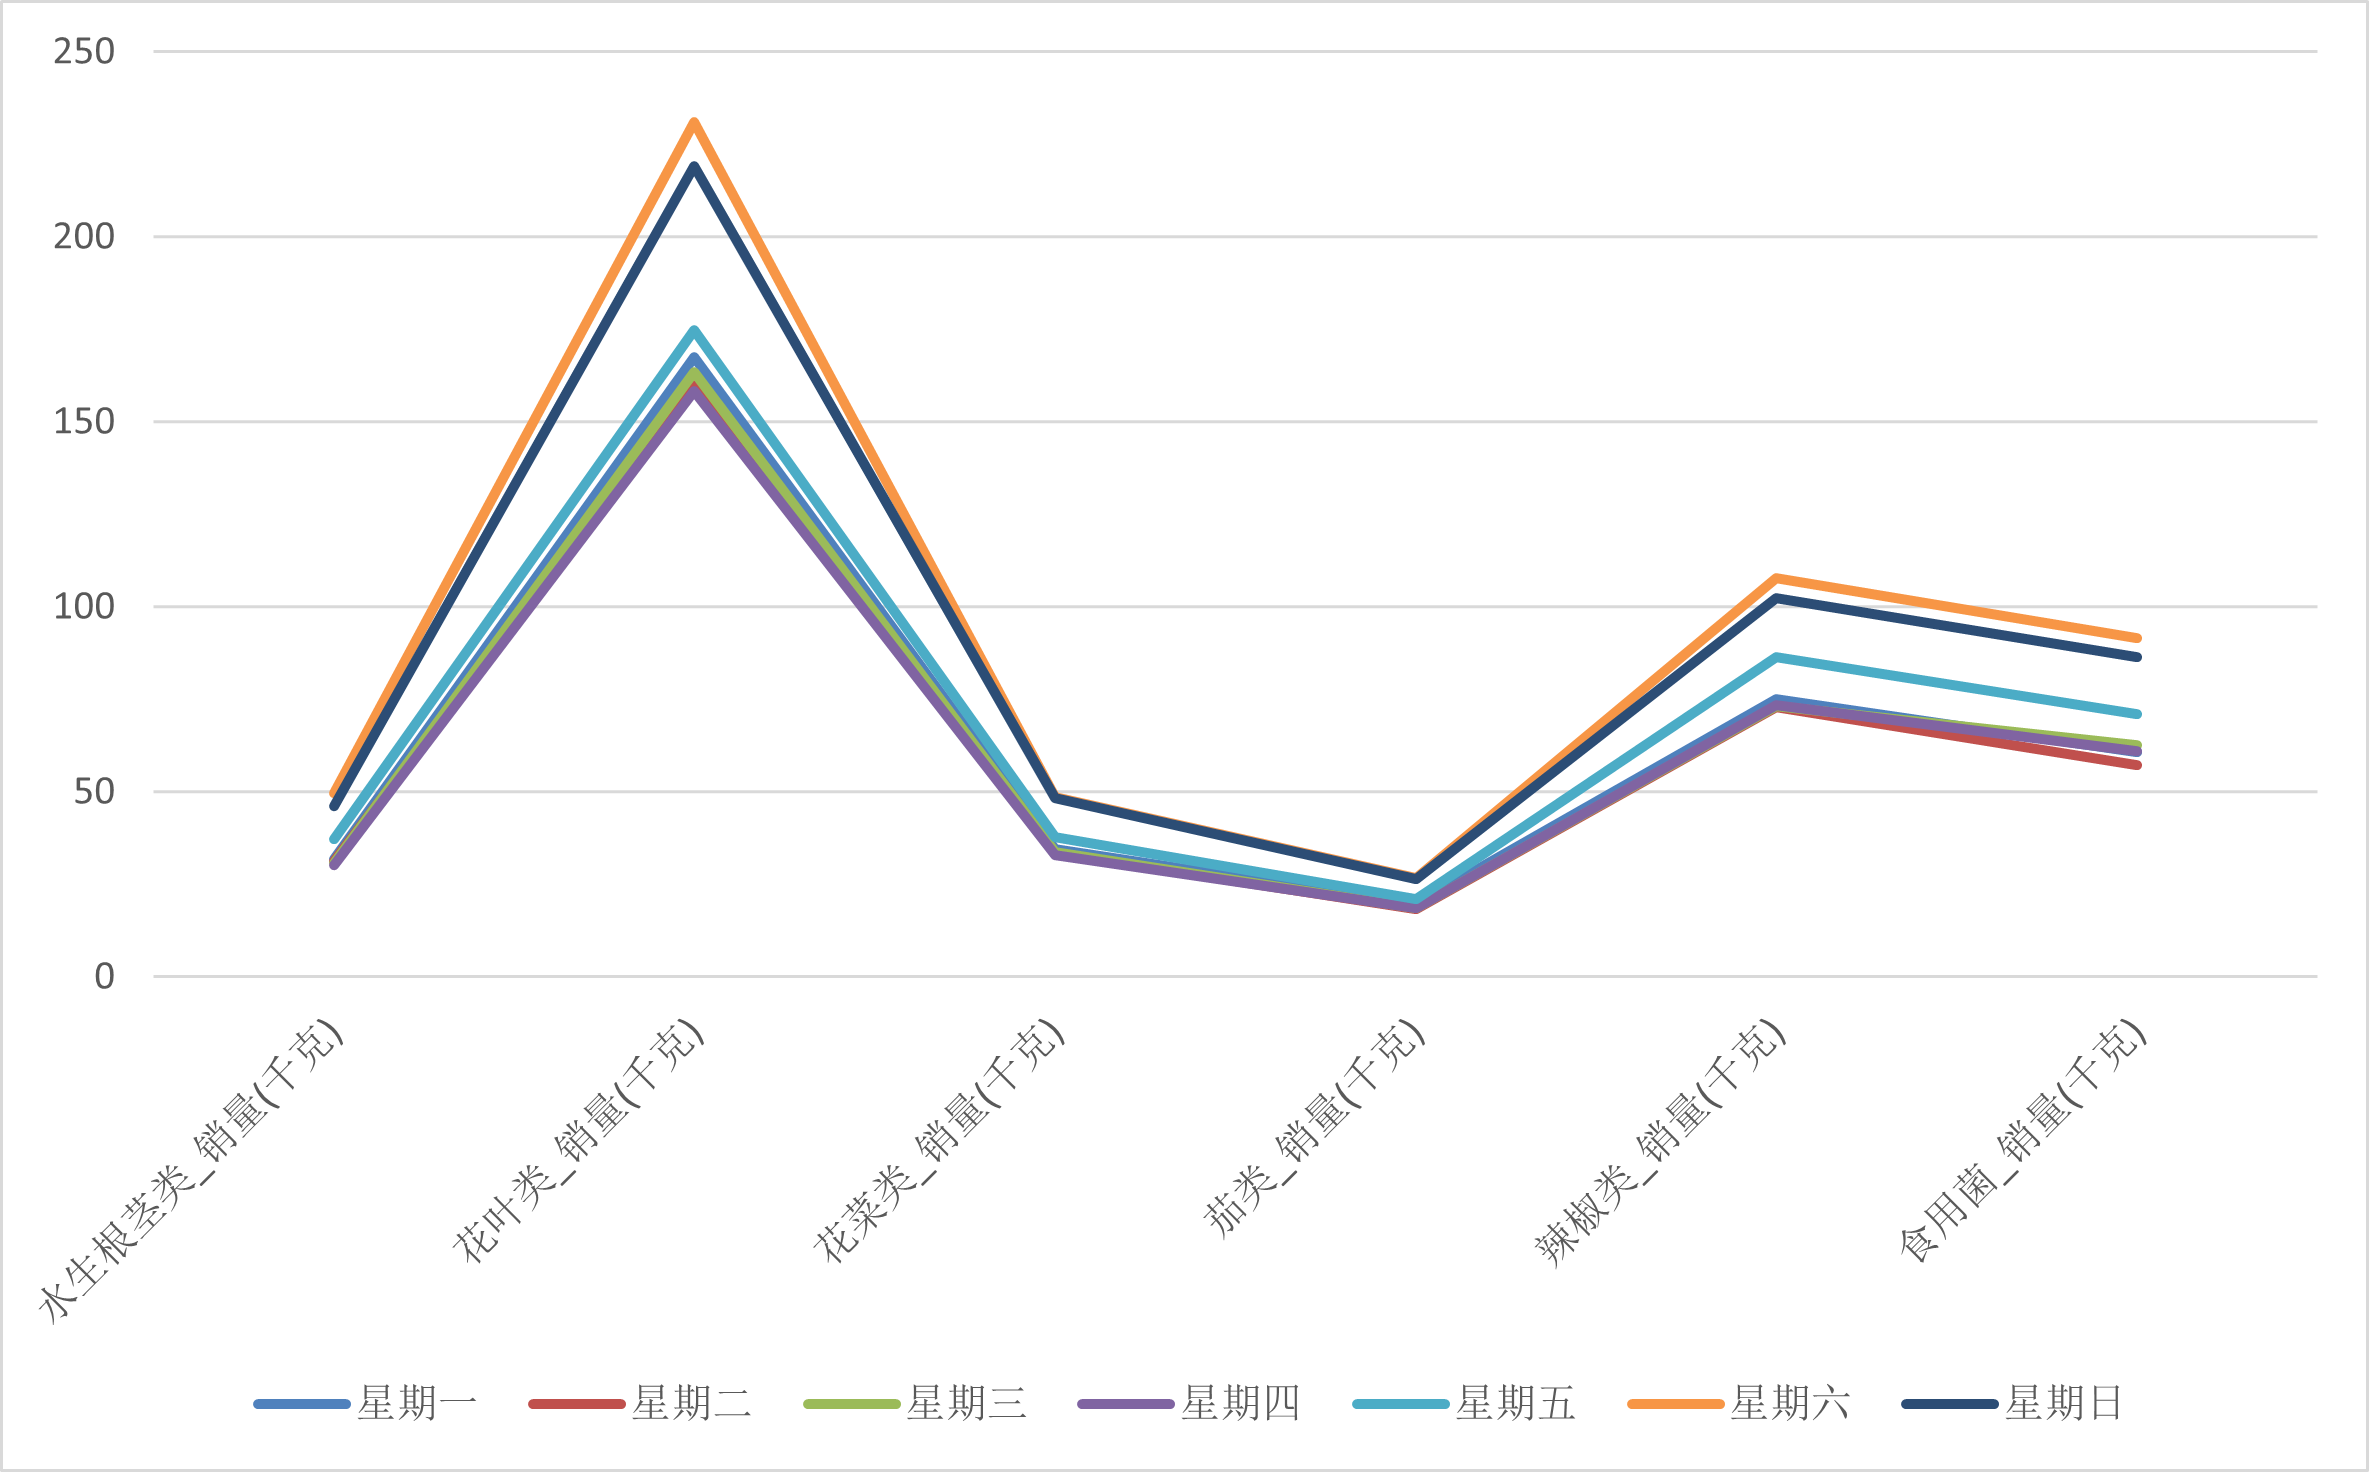 250
200
150
100
50
0
水生根茎类_销量(千克)
花叶类_销量(千克)
花菜类_销量(千克)
茄类_销量(千克)
辣椒类_销量(千克)
食用菌_销量(千克)
星期一 星期二 星期三 星期四 星期五 星期六 星期日